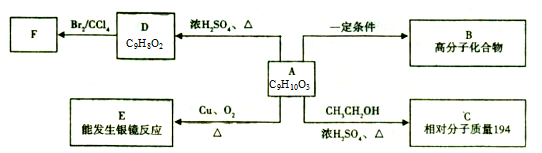 F
Br₂/CCl₄
D
C₉H₈O₂
浓H₂SO₄、△
一定条件
B
高分子化合物
A
C₉H₁₀O₃
E
能发生银镜反应
Cu、O₂
△
CH₃CH₂OH
浓H₂SO₄、△
C
相对分子质量194